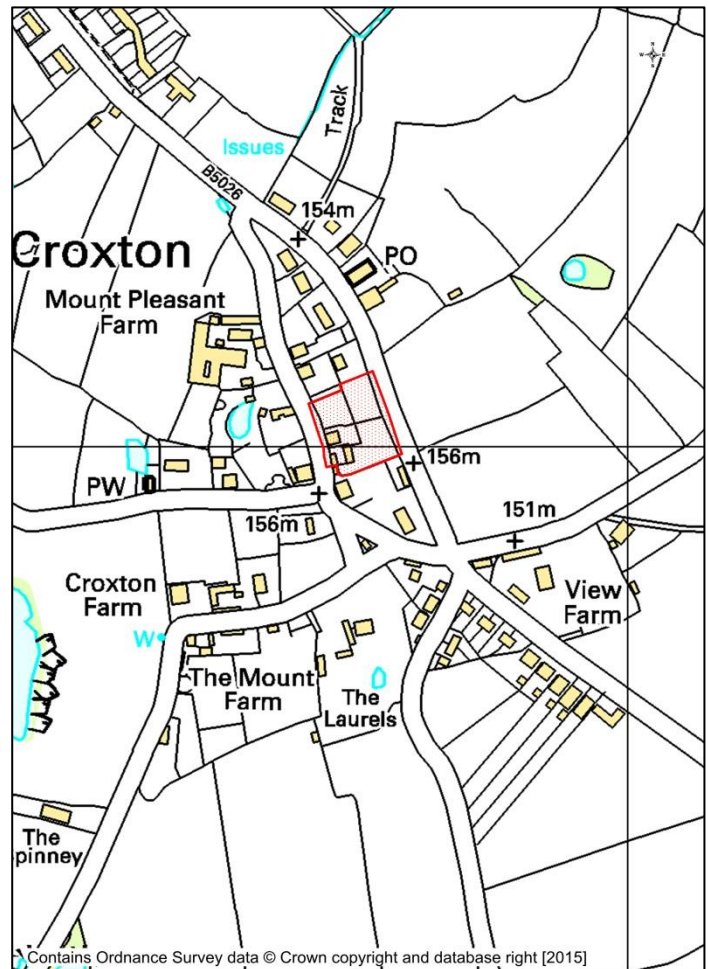 Issues
Track
B5026
154m
Croxton
PO
Mount Pleasant
Farm
156m
PW
156m
151m
Croxton
Farm
View
Farm
W
The Mount
Farm
The
Laurels
The
pinney
Contains Ordnance Survey data © Crown copyright and database right [2015]